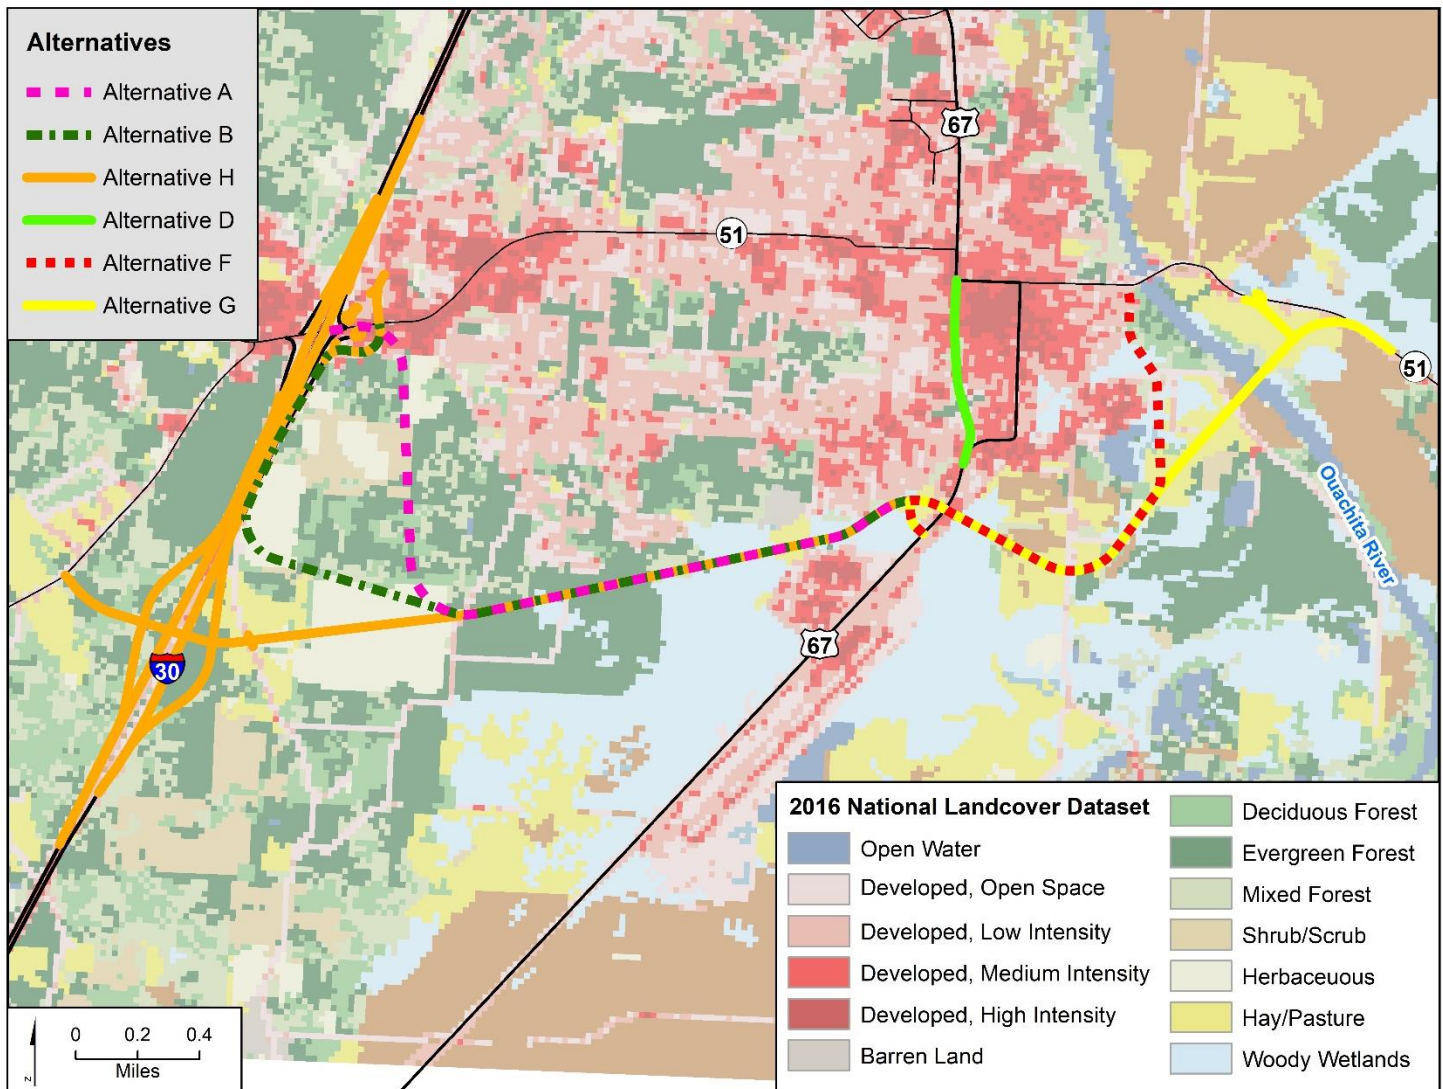 Alternatives
Alternative A
Alternative B
Alternative H
Alternative D
Alternative F
Alternative G
67
51
51
Ouachita River
67
30
2016 National Landcover Dataset
Open Water
Developed, Open Space
Developed, Low Intensity
Developed, Medium Intensity
Developed, High Intensity
Barren Land
Deciduous Forest
Evergreen Forest
Mixed Forest
Shrub/Scrub
Herbaceuous
Hay/Pasture
Woody Wetlands
0 0.2 0.4
Miles
N